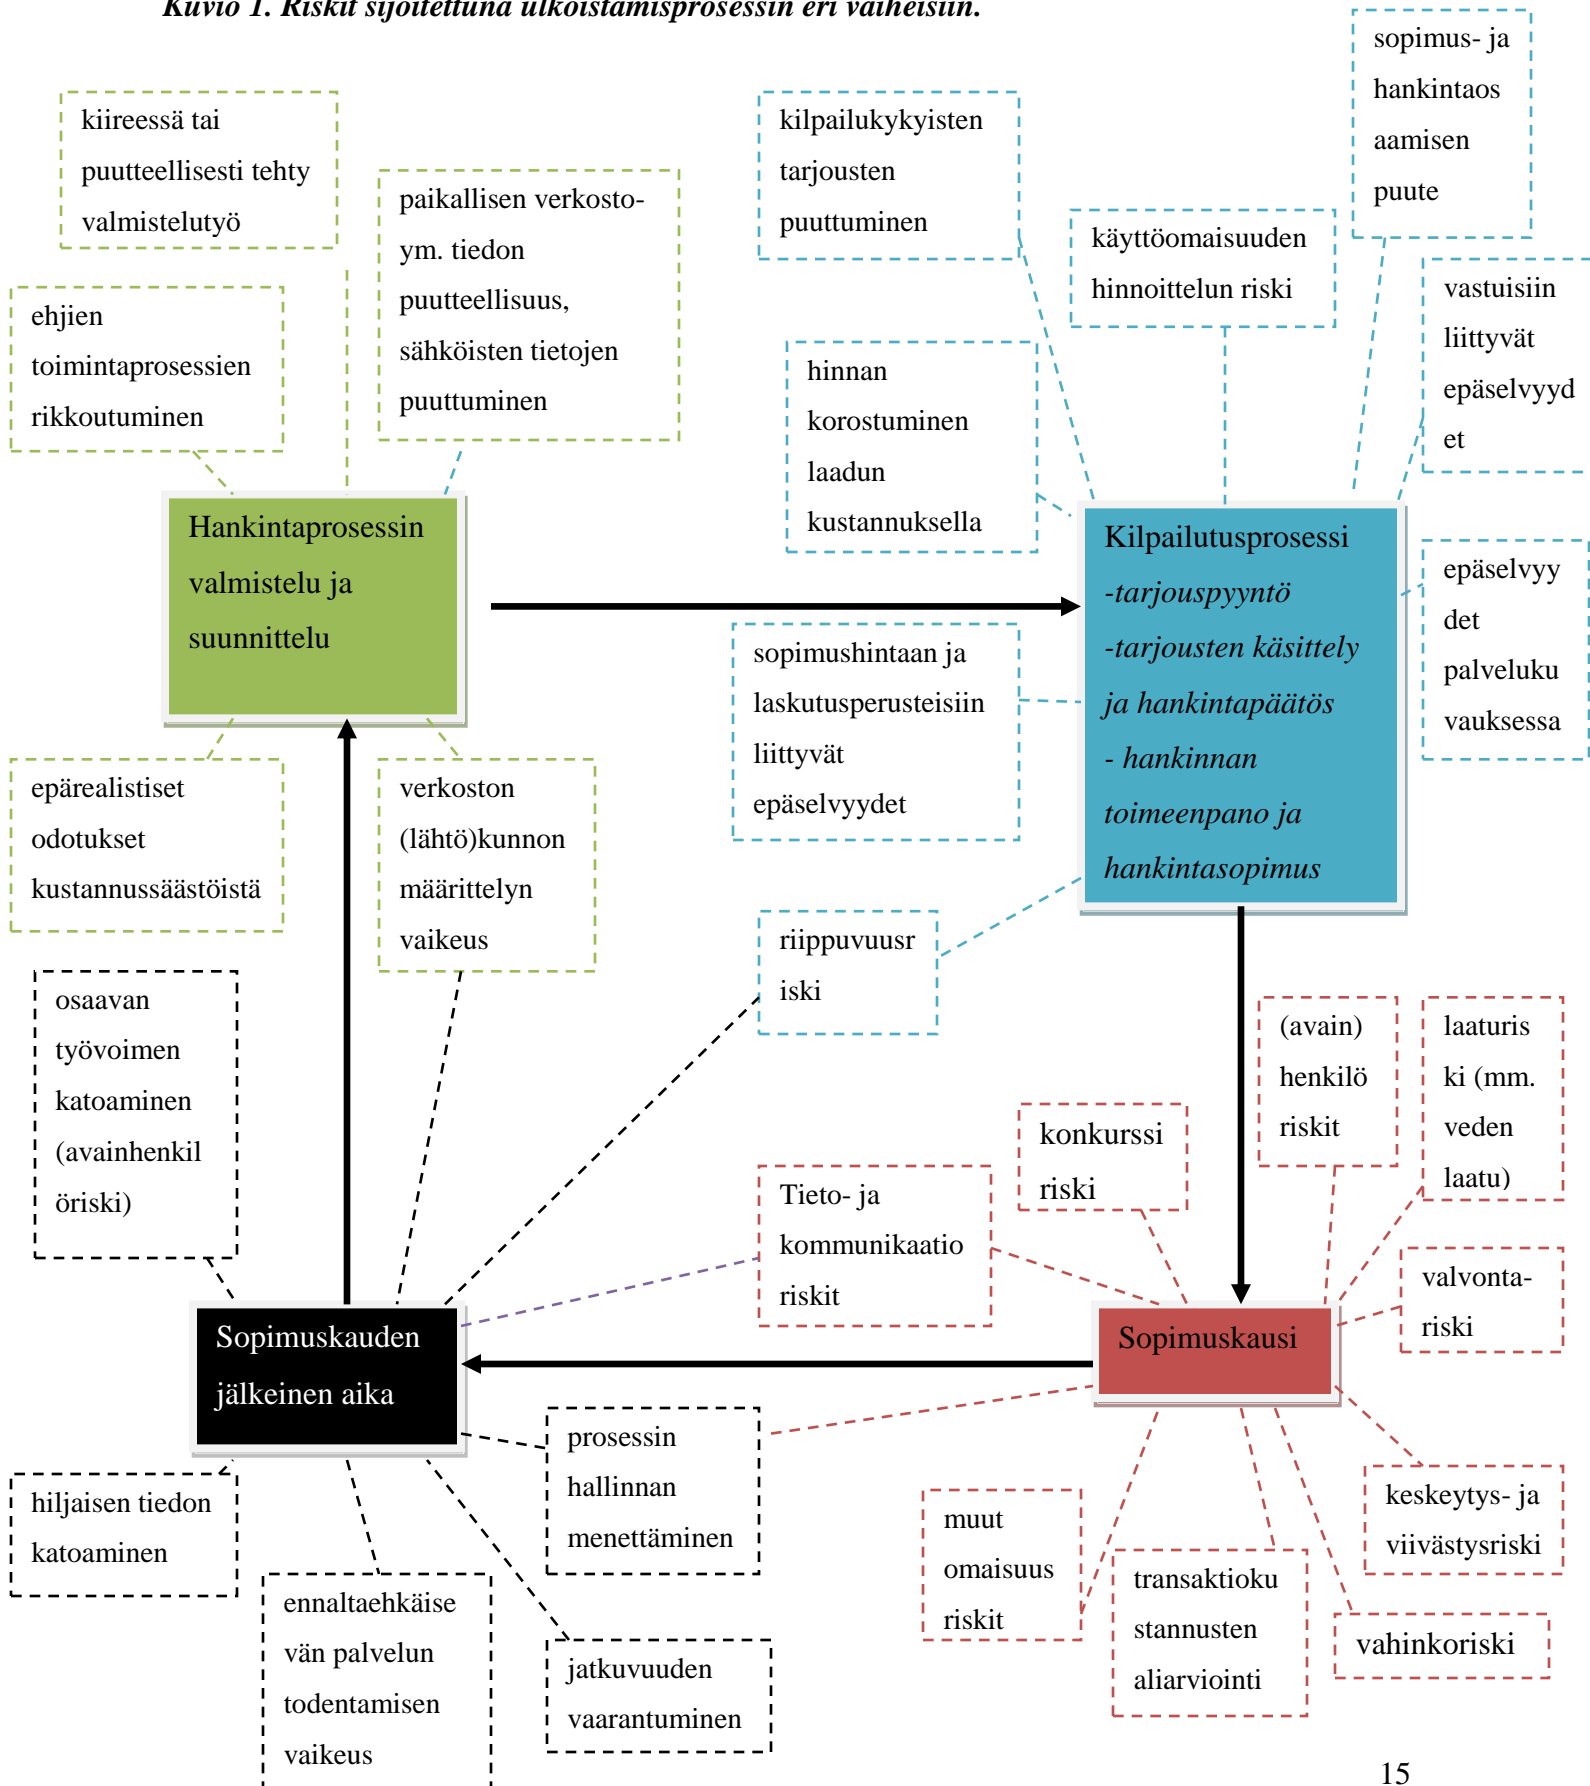 Kuvio 1. Riskit sijoitettuna ulkoistamisprosessin eri vaiheisiin.
kiireessä tai
puutteellisesti tehty
valmistelutyö
paikallisen verkosto-
ym. tiedon
puutteellisuus,
sähköisten tietojen
puuttuminen
ehjien
toimintaprosessien
rikkoutuminen
Hankintaprosessin
valmistelu ja
suunnittelu
epärealistiset
odotukset
kustannussäästöistä
verkoston
(lähtö)kunnon
määrittelyn
vaikeus
kilpailukykyisten
tarjousten
puuttuminen
käyttöomaisuuden
hinnoittelun riski
sopimus- ja
hankintaos
aamisen
puute
vastuisiin
liittyvät
epäselvyyd
et
hinnan
korostuminen
laadun
kustannuksella
Kilpailutusprosessi
-tarjouspyyntö
-tarjousten käsittely
ja hankintapäätös
- hankinnan
toimeenpano ja
hankintasopimus
epäselvyy
det
palveluku
vauksessa
sopimushintaan ja
laskutusperusteisiin
liittyvät
epäselvyydet
riippuvuusr
iski
osaavan
työvoimen
katoaminen
(avainhenkil
öriski)
Tieto- ja
kommunikaatio
riskit
konkurssi
riski
(avain)
henkilö
riskit
laaturis
ki (mm.
veden
laatu)
valvonta-
riski
Sopimuskauden
jälkeinen aika
Sopimuskausi
prosessin
hallinnan
menettäminen
hiljaisen tiedon
katoaminen
ennaltaehkäise
vän palvelun
todentamisen
vaikeus
jatkuvuuden
vaarantuminen
muut
omaisuus
riskit
transaktioku
stannusten
aliarviointi
keskeytys- ja
viivästysriski
vahinkoriski
15